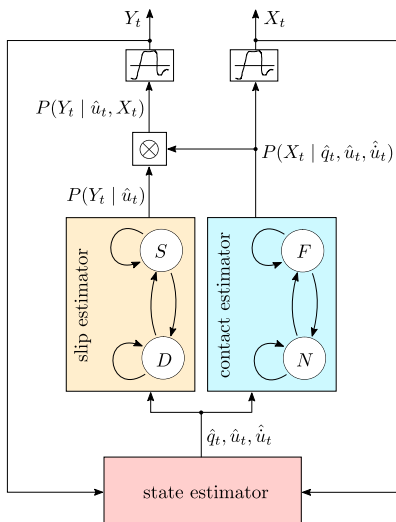 Y_t
X_t
P(Y_t | û_t, X_t)
⊗
P(X_t | q̂_t, û_t, û̇_t)
P(Y_t | û_t)
slip estimator
S
D
contact estimator
F
N
q̂_t, û_t, û̇_t
state estimator